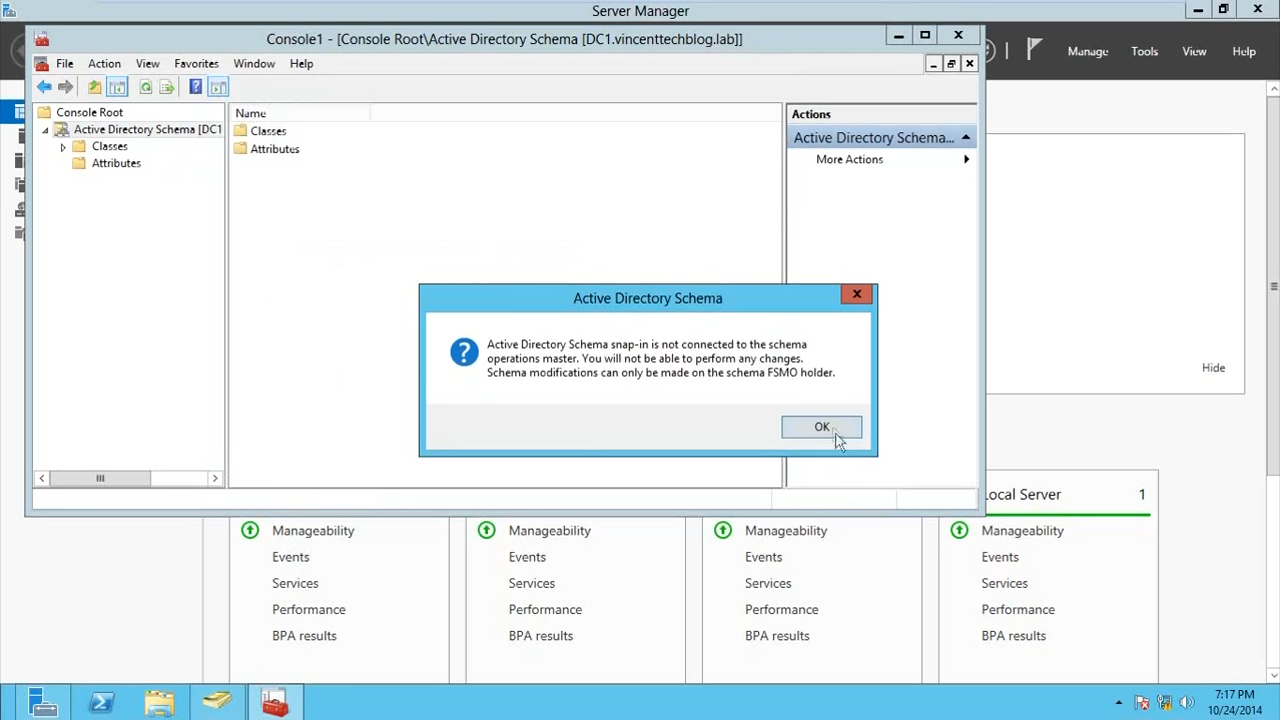 Server Manager
Console1 - [Console Root\Active Directory Schema [DC1.vincenttechblog.lab]]
File Action View Favorites Window Help
Manage Tools View Help
Console Root
Active Directory Schema [DC1
Classes
Attributes
Name
Classes
Attributes
Actions
Active Directory Schema...
More Actions
Active Directory Schema
Active Directory Schema snap-in is not connected to the schema
operations master. You will not be able to perform any changes.
Schema modifications can only be made on the schema FSMO holder.
OK
Hide
Local Server 1
Manageability Manageability Manageability Manageability
Events Events Events Events
Services Services Services Services
Performance Performance Performance Performance
BPA results BPA results BPA results BPA results
7:17 PM
10/24/2014